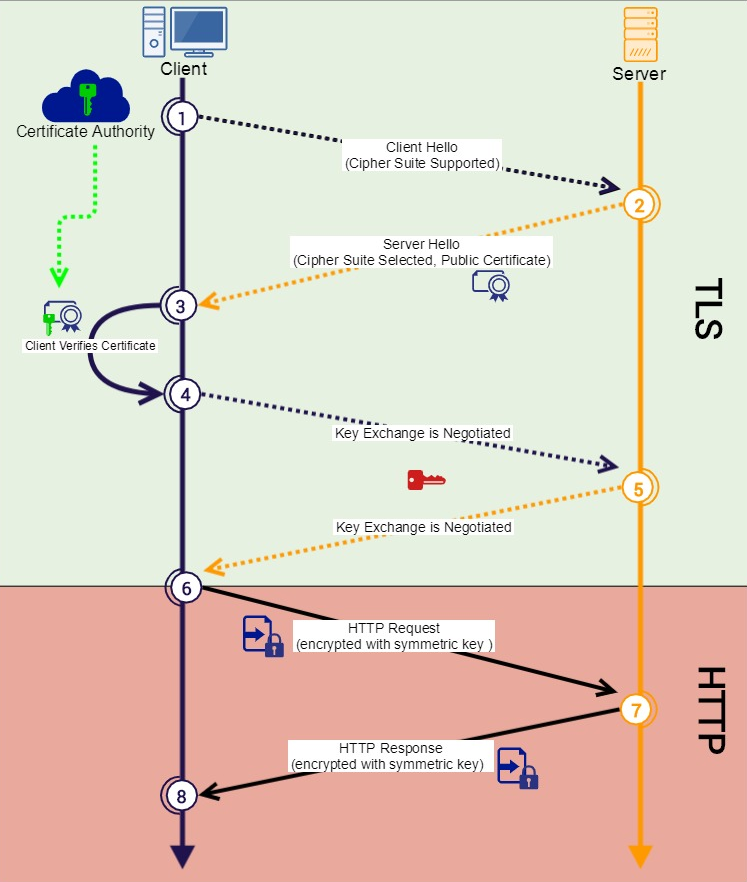 Client
Server
Certificate Authority
1
Client Hello
(Cipher Suite Supported)
2
Server Hello
(Cipher Suite Selected, Public Certificate)
TLS
3
Client Verifies Certificate
4
Key Exchange is Negotiated
5
Key Exchange is Negotiated
6
HTTP Request
(encrypted with symmetric key )
HTTP
7
HTTP Response
(encrypted with symmetric key)
8